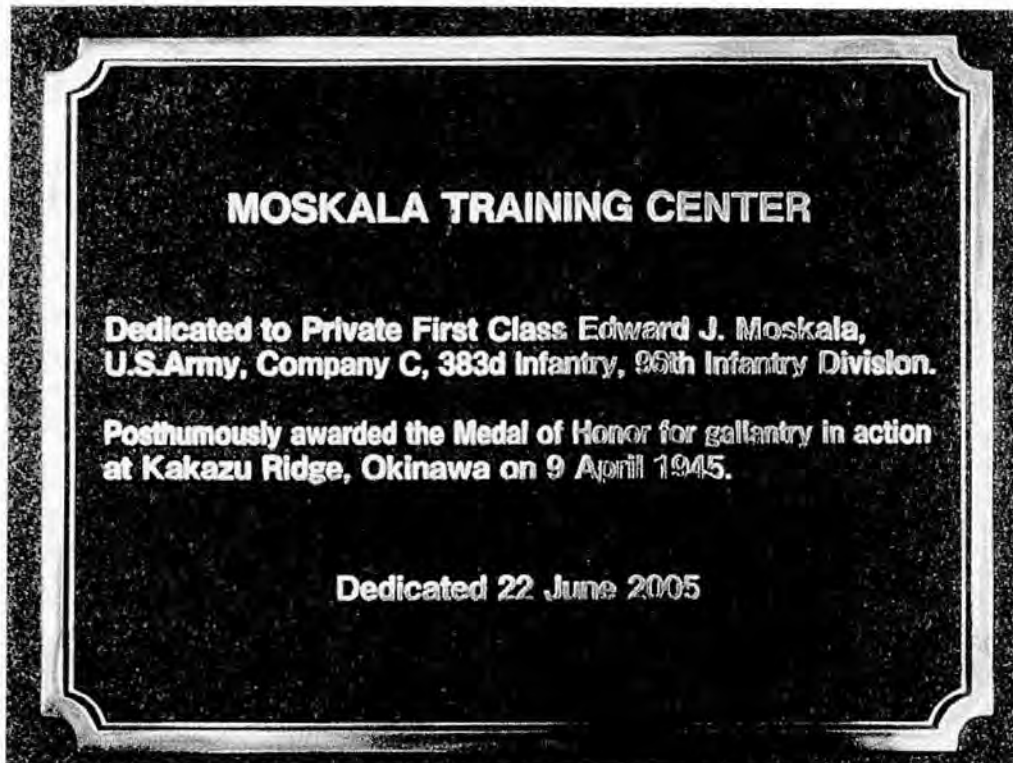 MOSKALA TRAINING CENTER
Dedicated to Private First Class Edward J. Moskala,
U.S.Army, Company C, 383d Infantry, 96th Infantry Division.
Posthumously awarded the Medal of Honor for gallantry in action
at Kakazu Ridge, Okinawa on 9 April 1945.
Dedicated 22 June 2005